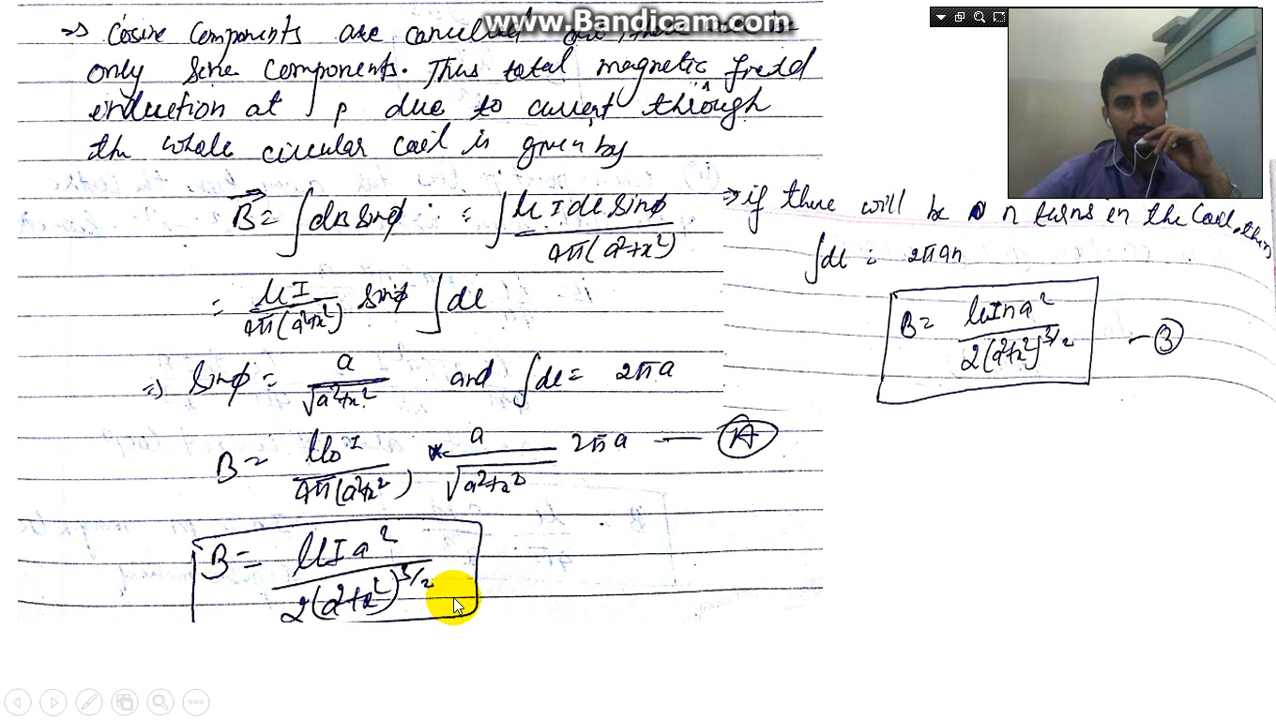 www.Bandicam.com
⇒ Cosine Components are cancelled
only sine components. Thus total magnetic field
induction at P due to current through
the whole circular coil is given by
B⃗ = ∫dB sinφ = ∫ μ I dl sinφ / 4π(a²+x²)
= μI / 4π(a²+x²) sinφ ∫dl
⇒ sinφ = a / √(a²+x²) and ∫dl = 2πa
B = μ₀I / 4π(a²+x²) * a / √(a²+x²) 2πa — Ⓐ
B = μIa² / 2(a²+x²)^3/2
⇒ if there will be n turns in the coil, then
∫dl = 2πan
B = μIna² / 2(a²+x²)^3/2 — ③